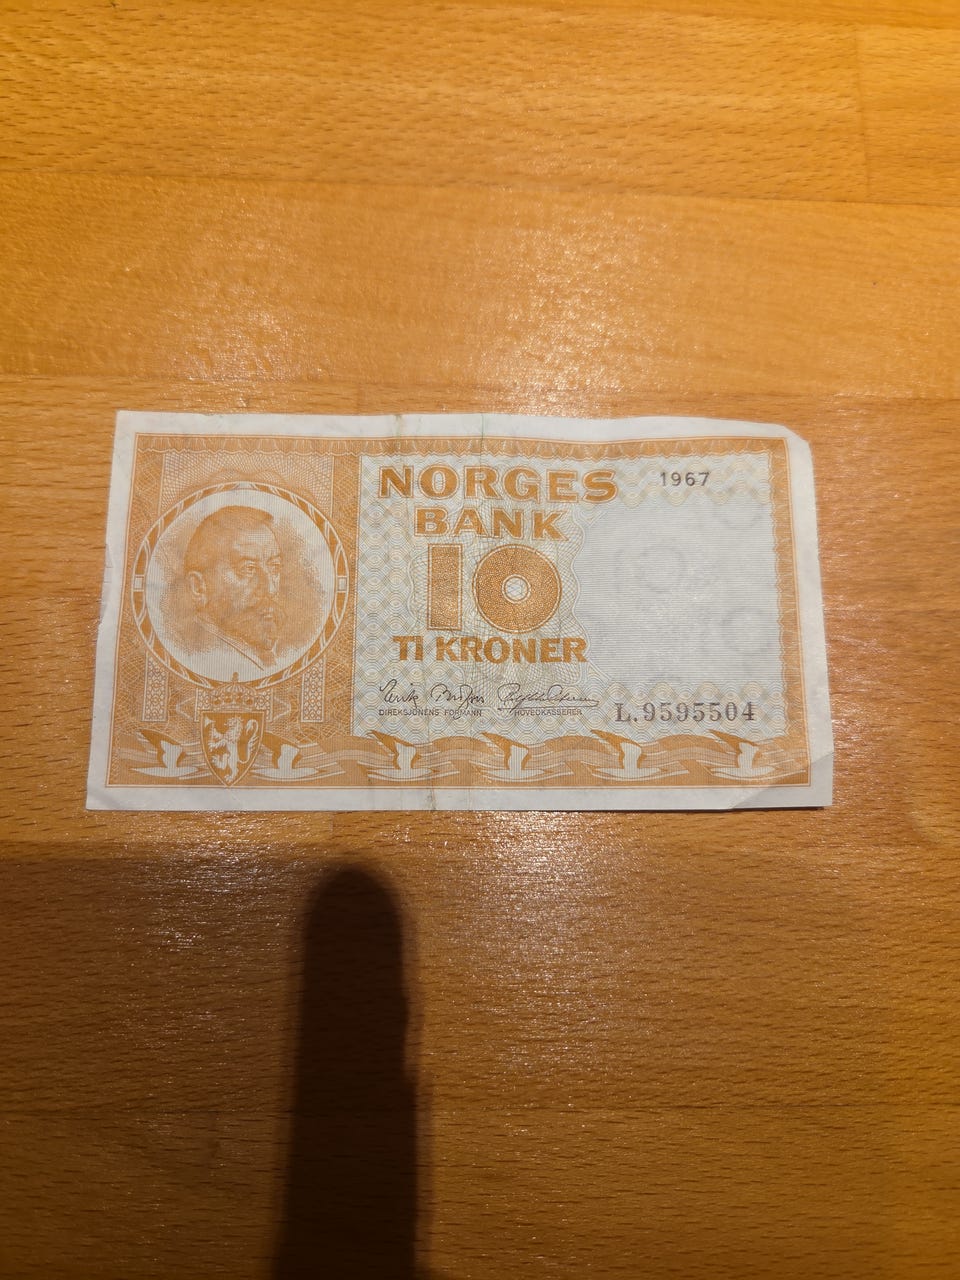 NORGES
1967
BANK
10
TI KRONER
DIREKSJONENS FORMANN
HOVEDKASSERER
L.9595504